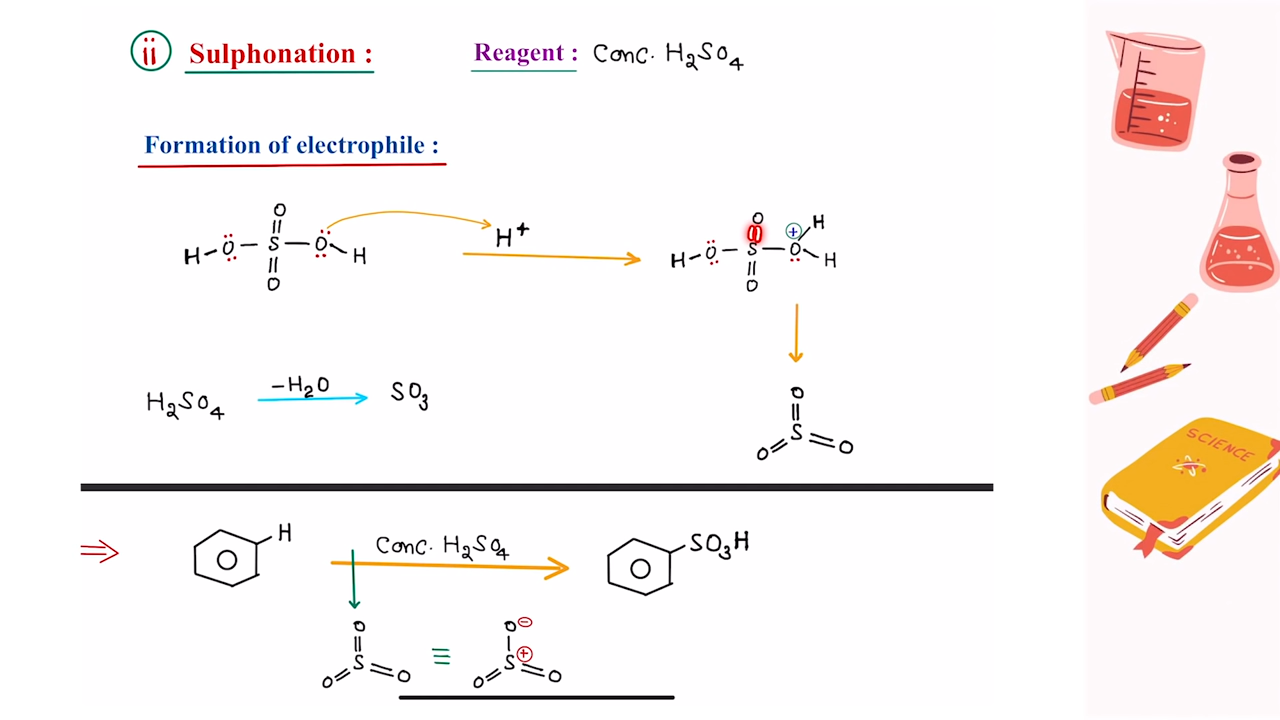 ii Sulphonation : Reagent : Conc. H₂SO₄
Formation of electrophile :
O O H
H–O–S–O–H H⁺ H–O–S–O⊕–H
O O
H₂SO₄ –H₂O SO₃
O
S
O O
SCIENCE
H Conc. H₂SO₄ SO₃H
O O⊖
S ≡ S⊕
O O O O